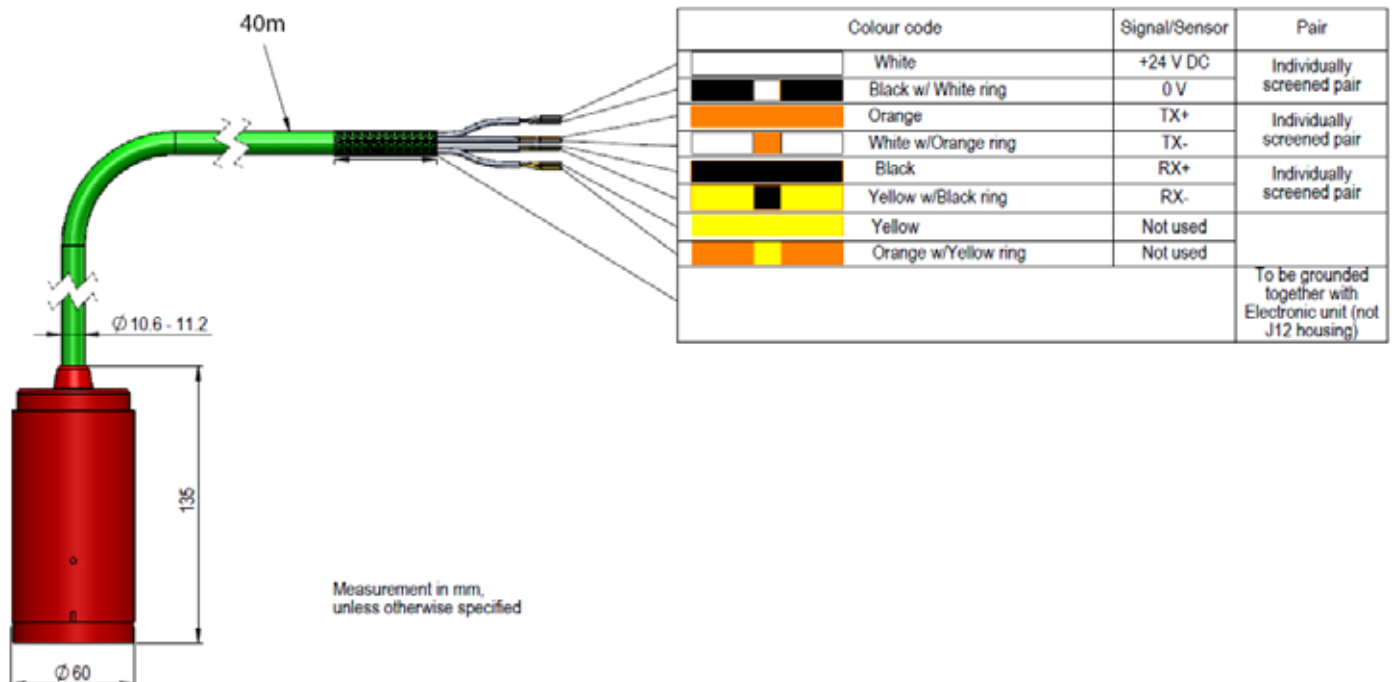 40m
Colour code Signal/Sensor Pair
White +24 V DC
Individually
screened pair
Black w/ White ring 0 V
Orange TX+
Individually
screened pair
White w/Orange ring TX-
Black RX+
Individually
screened pair
Yellow w/Black ring RX-
Yellow Not used
Orange w/Yellow ring Not used
To be grounded
together with
Electronic unit (not
J12 housing)
Ø 10.6 - 11.2
135
Measurement in mm,
unless otherwise specified
Ø 60